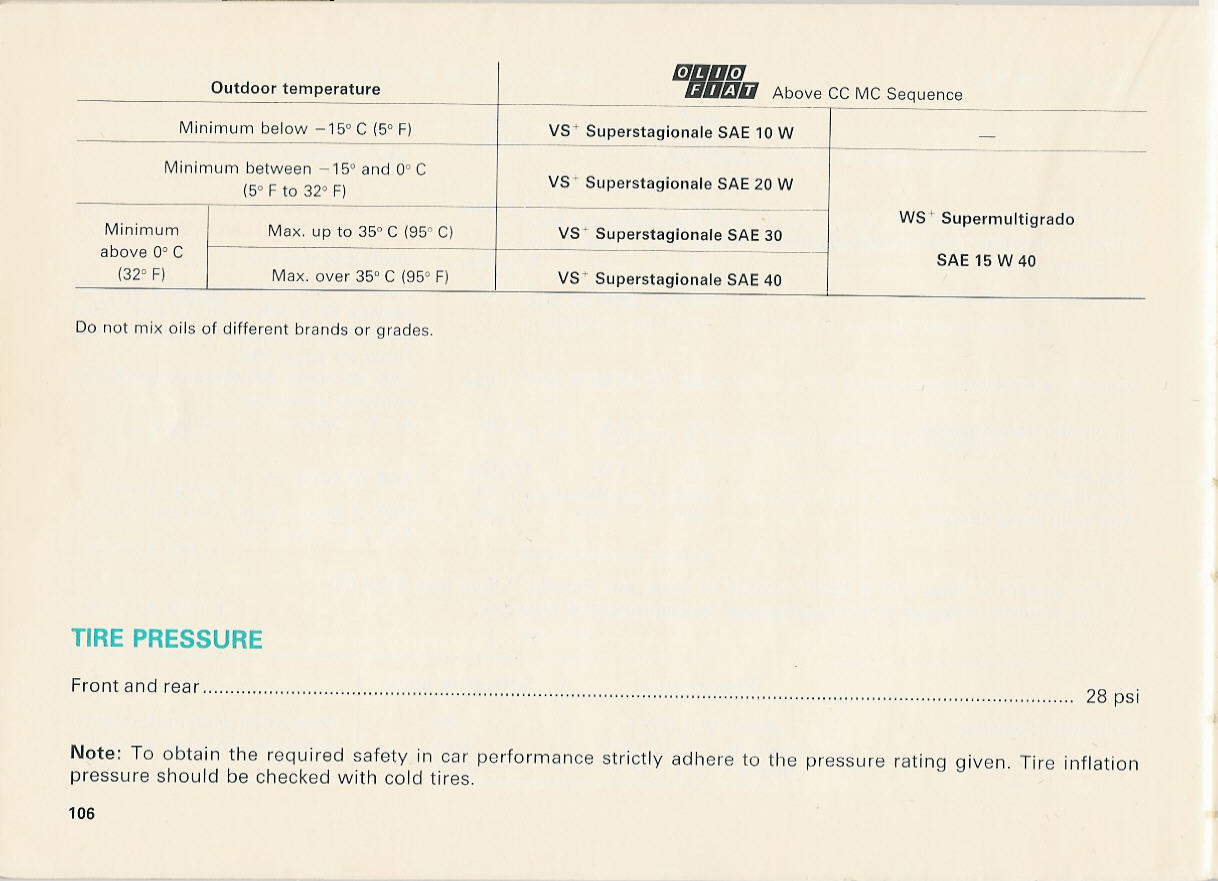 Outdoor temperature
OLIO
FIAT Above CC MC Sequence
Minimum below −15° C (5° F)
VS+ Superstagionale SAE 10 W
—
Minimum between −15° and 0° C
(5° F to 32° F)
VS+ Superstagionale SAE 20 W
Minimum
above 0° C
(32° F)
Max. up to 35° C (95° C)
VS+ Superstagionale SAE 30
Max. over 35° C (95° F)
VS+ Superstagionale SAE 40
WS+ Supermultigrado
SAE 15 W 40
Do not mix oils of different brands or grades.
TIRE PRESSURE
Front and rear........................................................................ 28 psi
Note: To obtain the required safety in car performance strictly adhere to the pressure rating given. Tire inflation
pressure should be checked with cold tires.
106